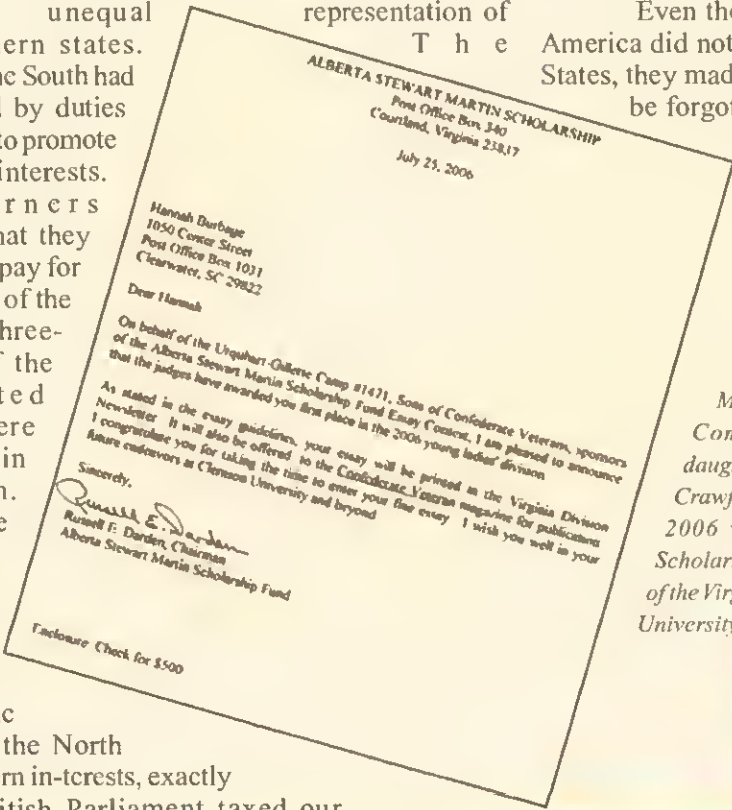 unequal
ern states.
he South had
by duties
to promote
interests.
rners
hat they
pay for
of the
hree-
the
ted
ere
in
representation of
The
Even the
America did not
States, they mad
be forgot
ALBERTA STEWART MARTIN SCHOLARSHIP
Post Office Box 340
Courtland, Virginia 23837
July 25, 2006
Hannah Burbage
1050 Center Street
Post Office Box 1031
Clearwater, SC 29822
Dear Hannah
On behalf of the Urquhart-Gillette Camp #1471, Sons of Confederate Veterans, sponsors
of the Alberta Stewart Martin Scholarship Fund Essay Contest, I am pleased to announce
that the judges have awarded you first place in the 2006 young ladies' division
As stated in the essay guidelines, your essay will be printed in the Virginia Division
Newsletter It will also be offered to the Confederate Veteran magazine for publications
I congratulate you for taking the time to enter your fine essay I wish you well in your
future endeavors at Clemson University and beyond
Sincerely,
Russell E. Darden
Russell E. Darden, Chairman
Alberta Stewart Martin Scholarship Fund
Enclosure Check for $500
Con
daug
Crawf
2006
Scholar
of the Vir
University
the North
rn in-terests, exactly
itish Parliament taxed our